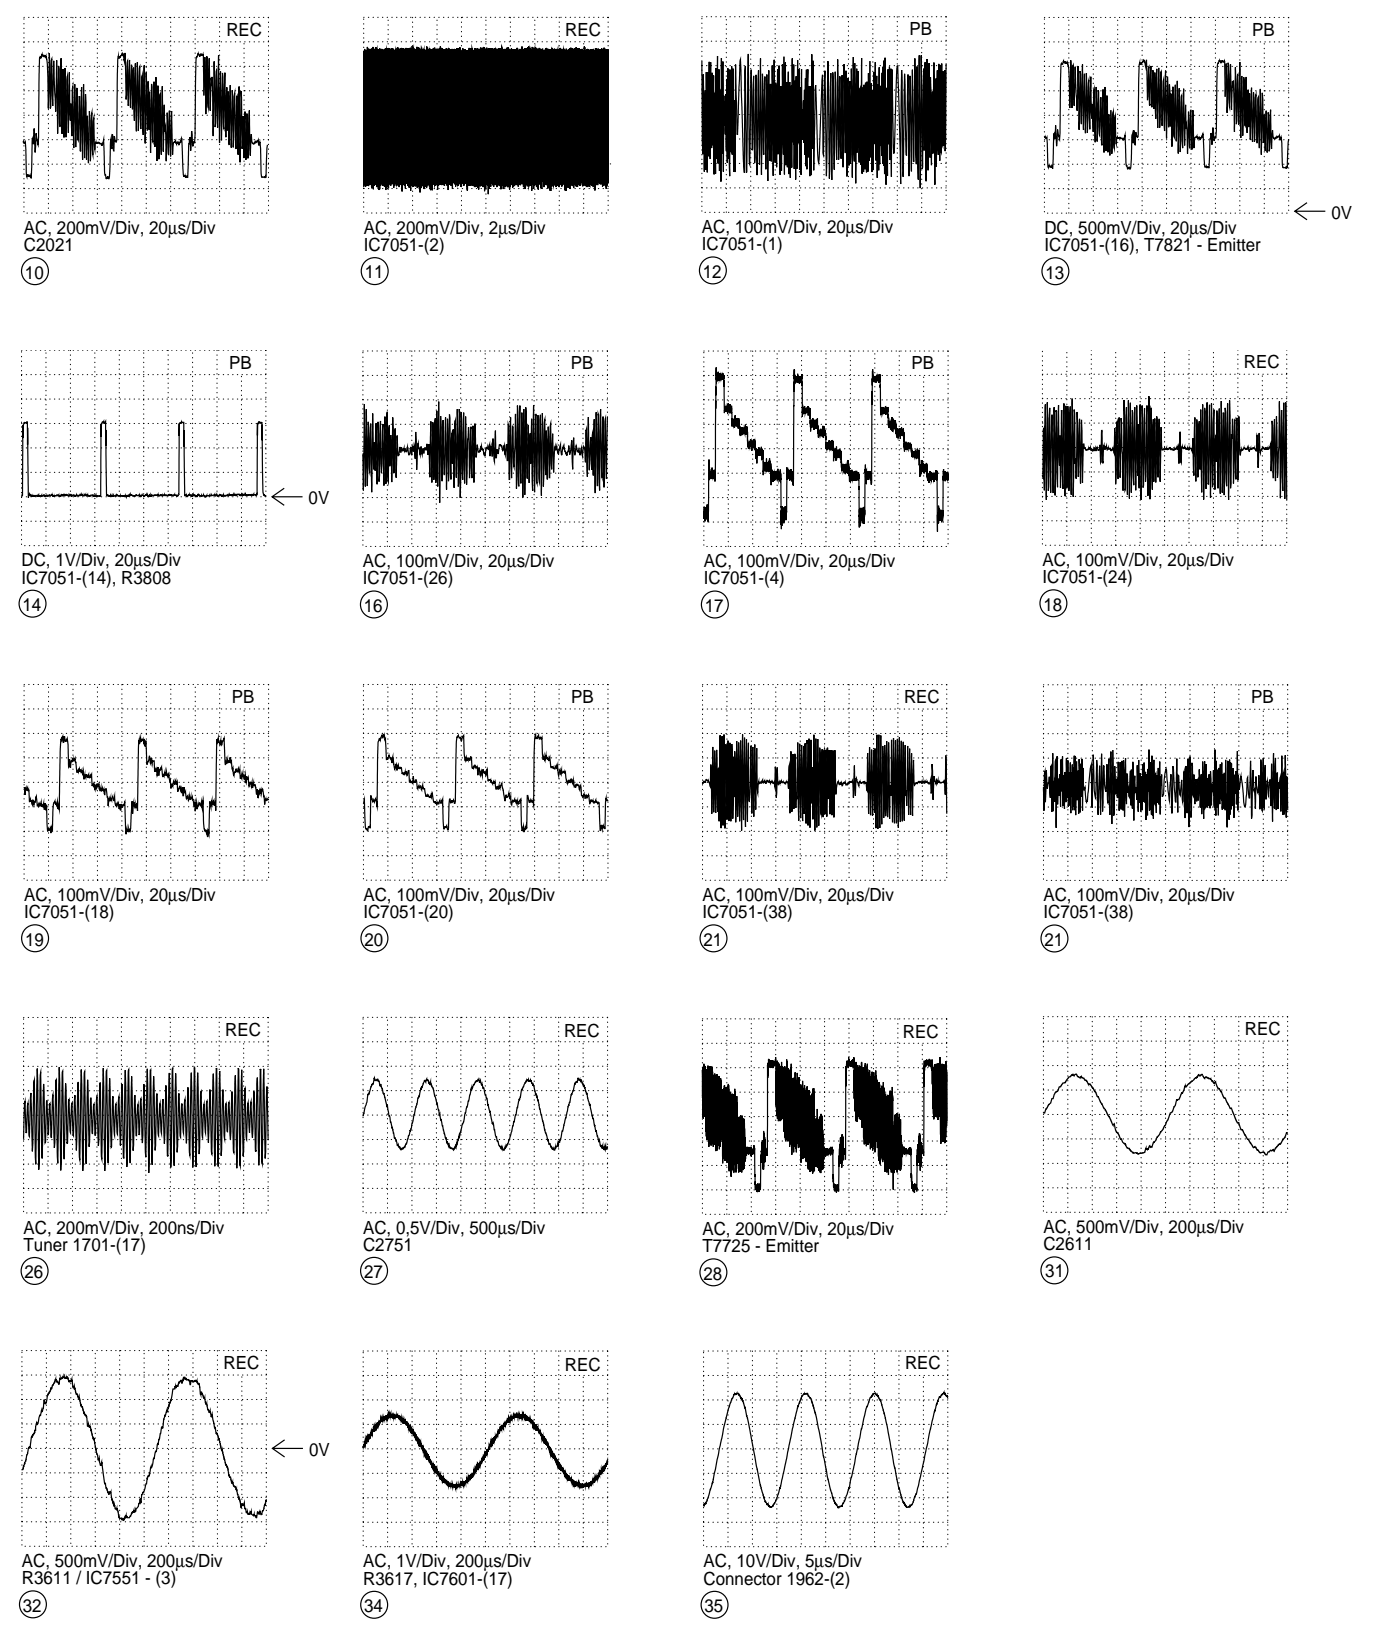 REC
AC, 200mV/Div, 20µs/Div
C2021
10
REC
AC, 200mV/Div, 2µs/Div
IC7051-(2)
11
PB
AC, 100mV/Div, 20µs/Div
IC7051-(1)
12
PB
0V
DC, 500mV/Div, 20µs/Div
IC7051-(16), T7821 - Emitter
13
PB
0V
DC, 1V/Div, 20µs/Div
IC7051-(14), R3808
14
PB
AC, 100mV/Div, 20µs/Div
IC7051-(26)
16
PB
AC, 100mV/Div, 20µs/Div
IC7051-(4)
17
REC
AC, 100mV/Div, 20µs/Div
IC7051-(24)
18
PB
AC, 100mV/Div, 20µs/Div
IC7051-(18)
19
PB
AC, 100mV/Div, 20µs/Div
IC7051-(20)
20
REC
AC, 100mV/Div, 20µs/Div
IC7051-(38)
21
PB
AC, 100mV/Div, 20µs/Div
IC7051-(38)
21
REC
AC, 200mV/Div, 200ns/Div
Tuner 1701-(17)
26
REC
AC, 0,5V/Div, 500µs/Div
C2751
27
REC
AC, 200mV/Div, 20µs/Div
T7725 - Emitter
28
REC
AC, 500mV/Div, 200µs/Div
C2611
31
REC
0V
AC, 500mV/Div, 200µs/Div
R3611 / IC7551 - (3)
32
REC
AC, 1V/Div, 200µs/Div
R3617, IC7601-(17)
34
REC
AC, 10V/Div, 5µs/Div
Connector 1962-(2)
35